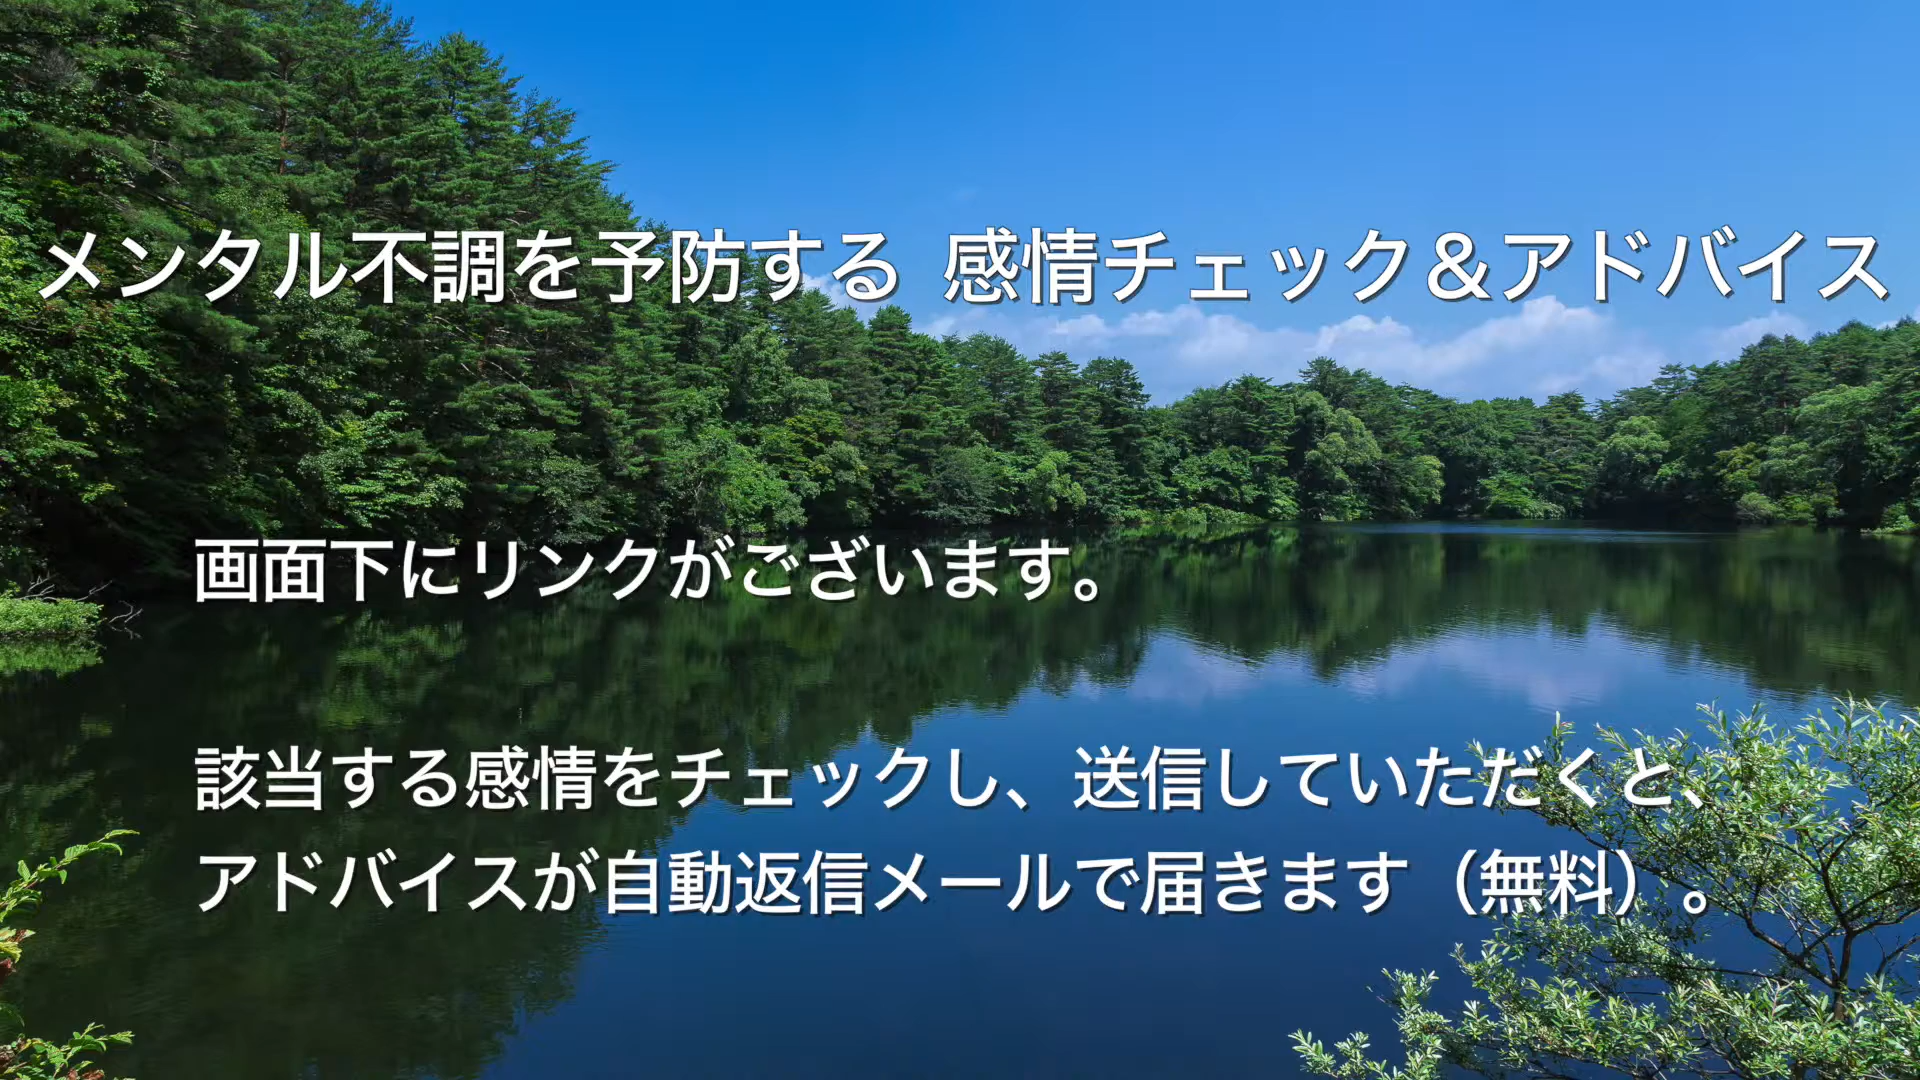 メンタル不調を予防する 感情チェック＆アドバイス
画面下にリンクがございます。
該当する感情をチェックし、送信していただくと、
アドバイスが自動返信メールで届きます（無料）。